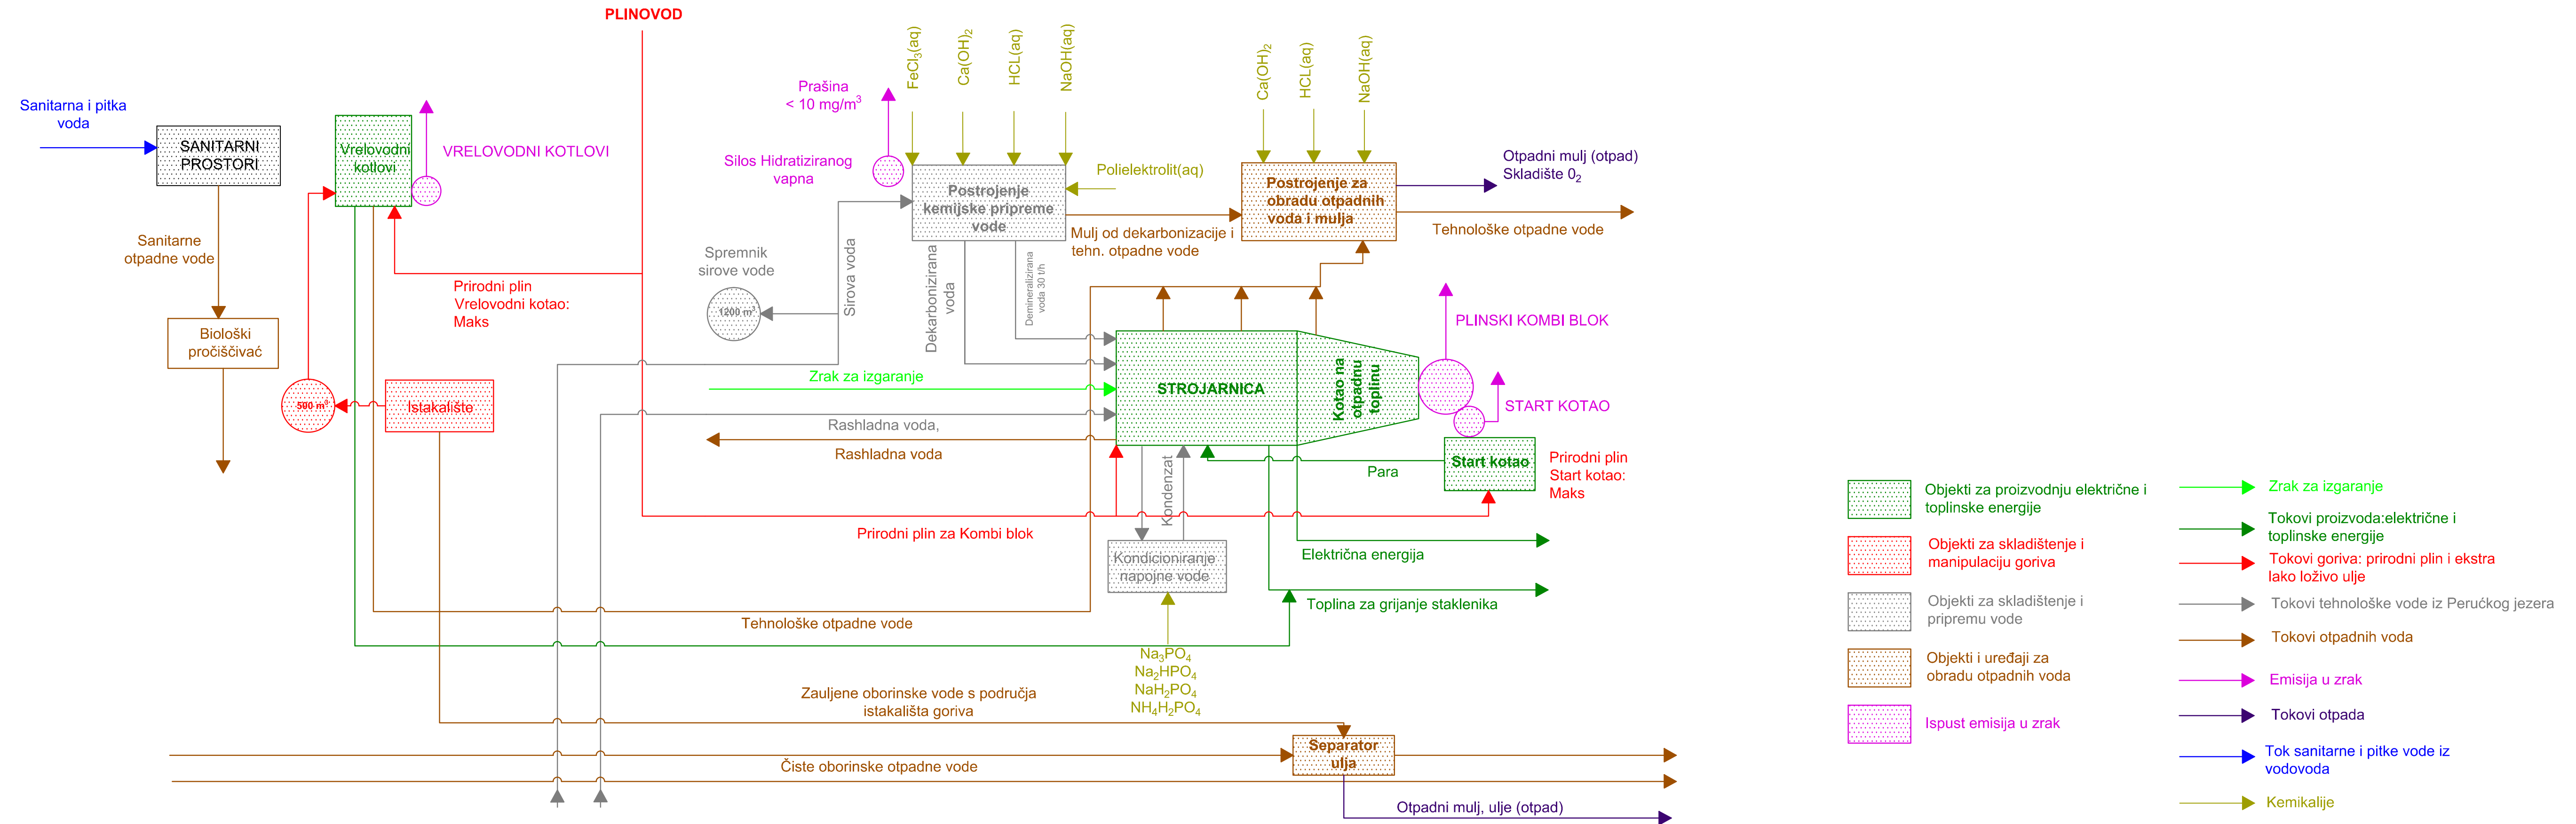 PLINOVOD
Sanitarna i pitka
voda
SANITARNI
PROSTORI
Sanitarne
otpadne vode
Biološki
pročiščivać
Vrelovodni
kotlovi
VRELOVODNI KOTLOVI
Prirodni plin
Vrelovodni kotao:
Maks
500 m³
Istakalište
Prašina
< 10 mg/m³
Silos Hidratiziranog
vapna
FeCl₃(aq)
Ca(OH)₂
HCL(aq)
NaOH(aq)
Polielektrolit(aq)
Postrojenje
kemijske pripreme
vode
Spremnik
sirove vode
1200 m³
Sirova voda
Dekarbonizirana
voda
Demineralizirana
voda 30 t/h
Mulj od dekarbonizacije i
tehn. otpadne vode
Ca(OH)₂
HCL(aq)
NaOH(aq)
Postrojenje za
obradu otpadnih
voda i mulja
Otpadni mulj (otpad)
Skladište 0₂
Tehnološke otpadne vode
Zrak za izgaranje
Rashladna voda,
Rashladna voda
STROJARNICA
Kotao na
otpadnu
toplinu
PLINSKI KOMBI BLOK
START KOTAO
Start kotao
Para
Prirodni plin
Start kotao:
Maks
Prirodni plin za Kombi blok
Kondenzat
Kondicioniranje
napojne vode
Električna energija
Toplina za grijanje staklenika
Tehnološke otpadne vode
Na₃PO₄
Na₂HPO₄
NaH₂PO₄
NH₄H₂PO₄
Zauljene oborinske vode s područja
istakališta goriva
Čiste oborinske otpadne vode
Separator
ulja
Otpadni mulj, ulje (otpad)
Objekti za proizvodnju električne i
toplinske energije
Objekti za skladištenje i
manipulaciju goriva
Objekti za skladištenje i
pripremu vode
Objekti i uređaji za
obradu otpadnih voda
Ispust emisija u zrak
Zrak za izgaranje
Tokovi proizvoda:električne i
toplinske energije
Tokovi goriva: prirodni plin i ekstra
lako loživo ulje
Tokovi tehnološke vode iz Perućkog jezera
Tokovi otpadnih voda
Emisija u zrak
Tokovi otpada
Tok sanitarne i pitke vode iz
vodovoda
Kemikalije